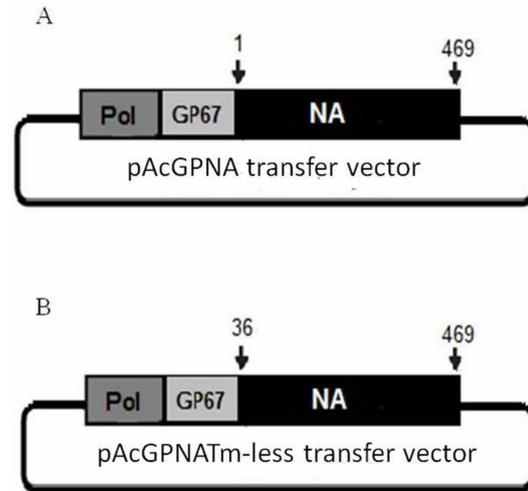 A
1 469
Pol GP67 NA
pAcGPNA transfer vector
B
36 469
Pol GP67 NA
pAcGPNATm-less transfer vector